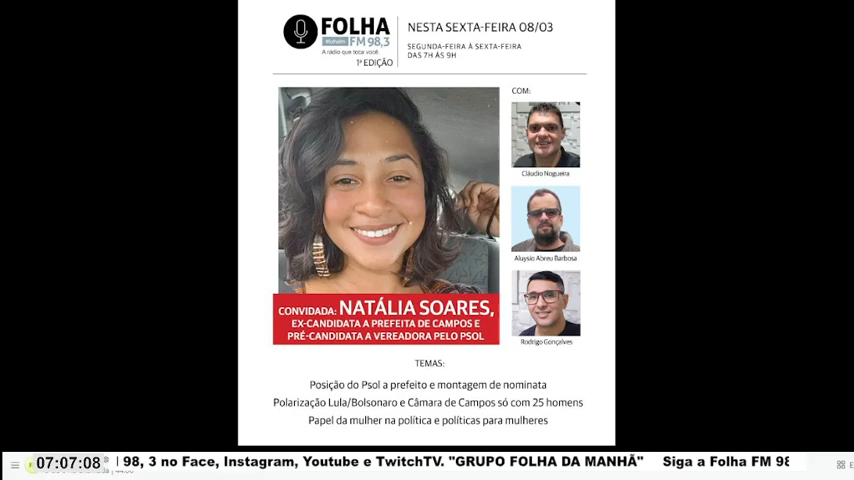 FOLHA
FM 98,3
A rádio que toca você
1ª EDIÇÃO
NESTA SEXTA-FEIRA 08/03
SEGUNDA-FEIRA À SEXTA-FEIRA
DAS 7H ÀS 9H
COM:
Cláudio Nogueira
Aluysio Abreu Barbosa
Rodrigo Gonçalves
CONVIDADA: NATÁLIA SOARES,
EX-CANDIDATA A PREFEITA DE CAMPOS E
PRÉ-CANDIDATA A VEREADORA PELO PSOL
TEMAS:
Posição do Psol a prefeito e montagem de nominata
Polarização Lula/Bolsonaro e Câmara de Campos só com 25 homens
Papel da mulher na política e políticas para mulheres
07:07:08 | 98, 3 no Face, Instagram, Youtube e TwitchTV. "GRUPO FOLHA DA MANHÃ" Siga a Folha FM 98